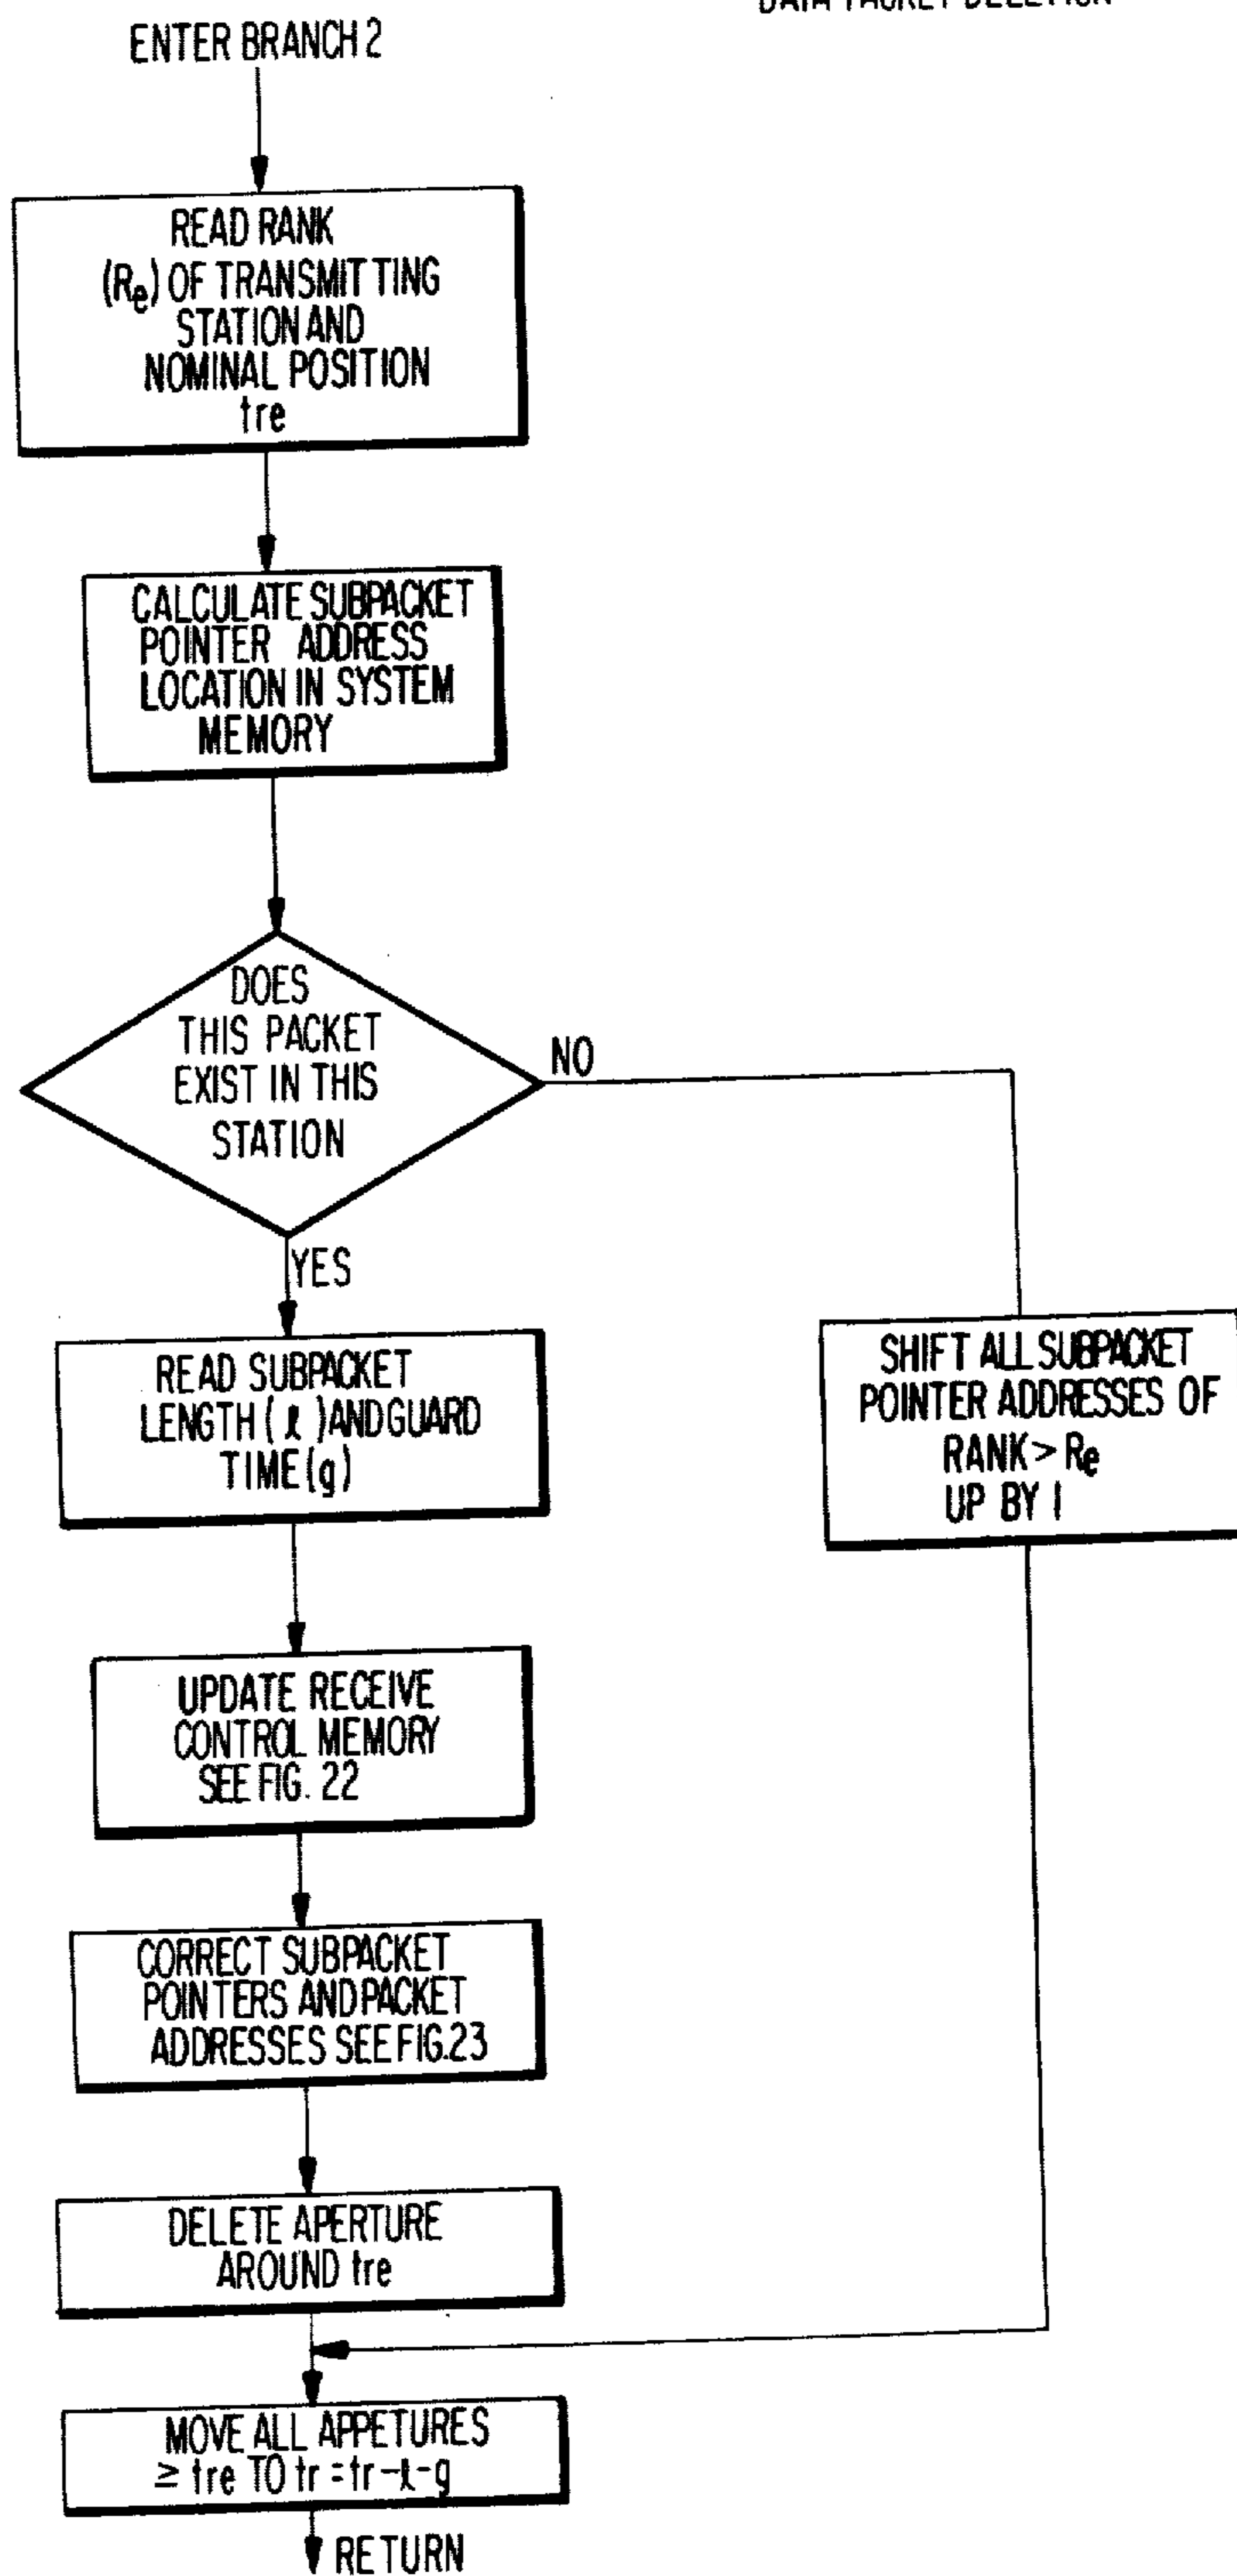 DATA PACKET DELETION
ENTER BRANCH 2
READ RANK
(Re) OF TRANSMITTING
STATION AND
NOMINAL POSITION
tre
CALCULATE SUBPACKET
POINTER ADDRESS
LOCATION IN SYSTEM
MEMORY
DOES
THIS PACKET
EXIST IN THIS
STATION
NO
YES
READ SUBPACKET
LENGTH (ℓ) AND GUARD
TIME (g)
SHIFT ALL SUBPACKET
POINTER ADDRESSES OF
RANK > Re
UP BY 1
UPDATE RECEIVE
CONTROL MEMORY
SEE FIG. 22
CORRECT SUBPACKET
POINTERS AND PACKET
ADDRESSES SEE FIG. 23
DELETE APERTURE
AROUND tre
MOVE ALL APPETURES
≥ tre TO tr = tr-ℓ-g
RETURN